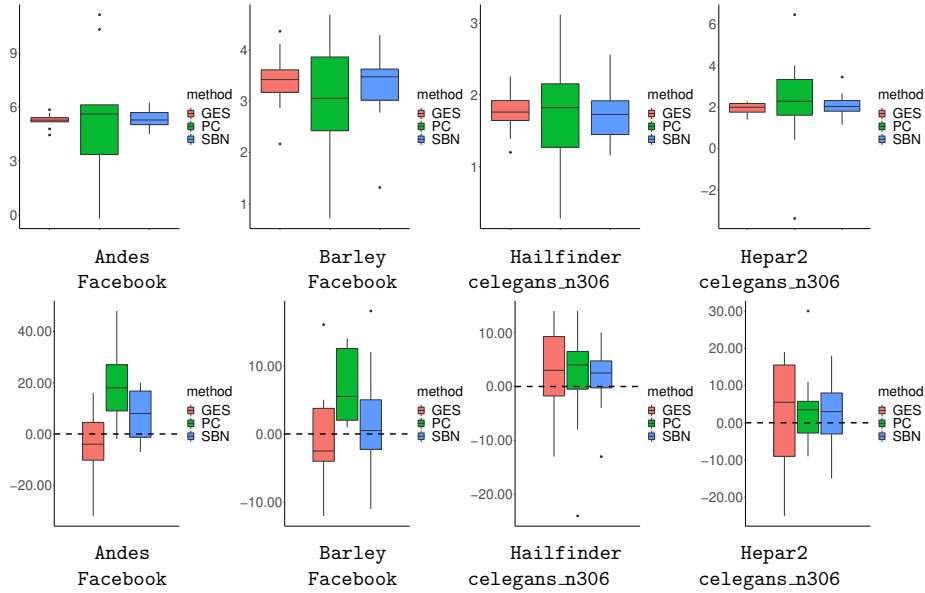 9
6
3
0
method
GES
PC
SBN
Andes
Facebook
4
3
2
1
method
GES
PC
SBN
Barley
Facebook
3
2
1
method
GES
PC
SBN
Hailfinder
celegans_n306
6
4
2
0
−2
method
GES
PC
SBN
Hepar2
celegans_n306
40.00
20.00
0.00
−20.00
method
GES
PC
SBN
Andes
Facebook
10.00
0.00
−10.00
method
GES
PC
SBN
Barley
Facebook
10.00
0.00
−10.00
−20.00
method
GES
PC
SBN
Hailfinder
celegans_n306
30.00
20.00
10.00
0.00
−10.00
−20.00
method
GES
PC
SBN
Hepar2
celegans_n306